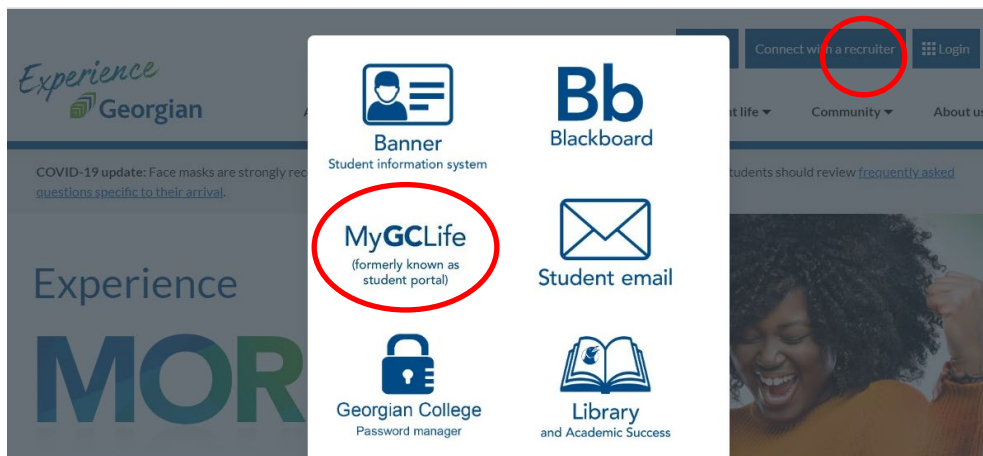 Connect with a recruiter
Login
Experience
Georgian
life
Community
About us
COVID-19 update: Face masks are strongly
students should review frequently asked
questions specific to their arrival.
Experience
MOR
Banner
Student information system
Bb
Blackboard
MyGCLife
(formerly known as
student portal)
Student email
Georgian College
Password manager
Library
and Academic Success